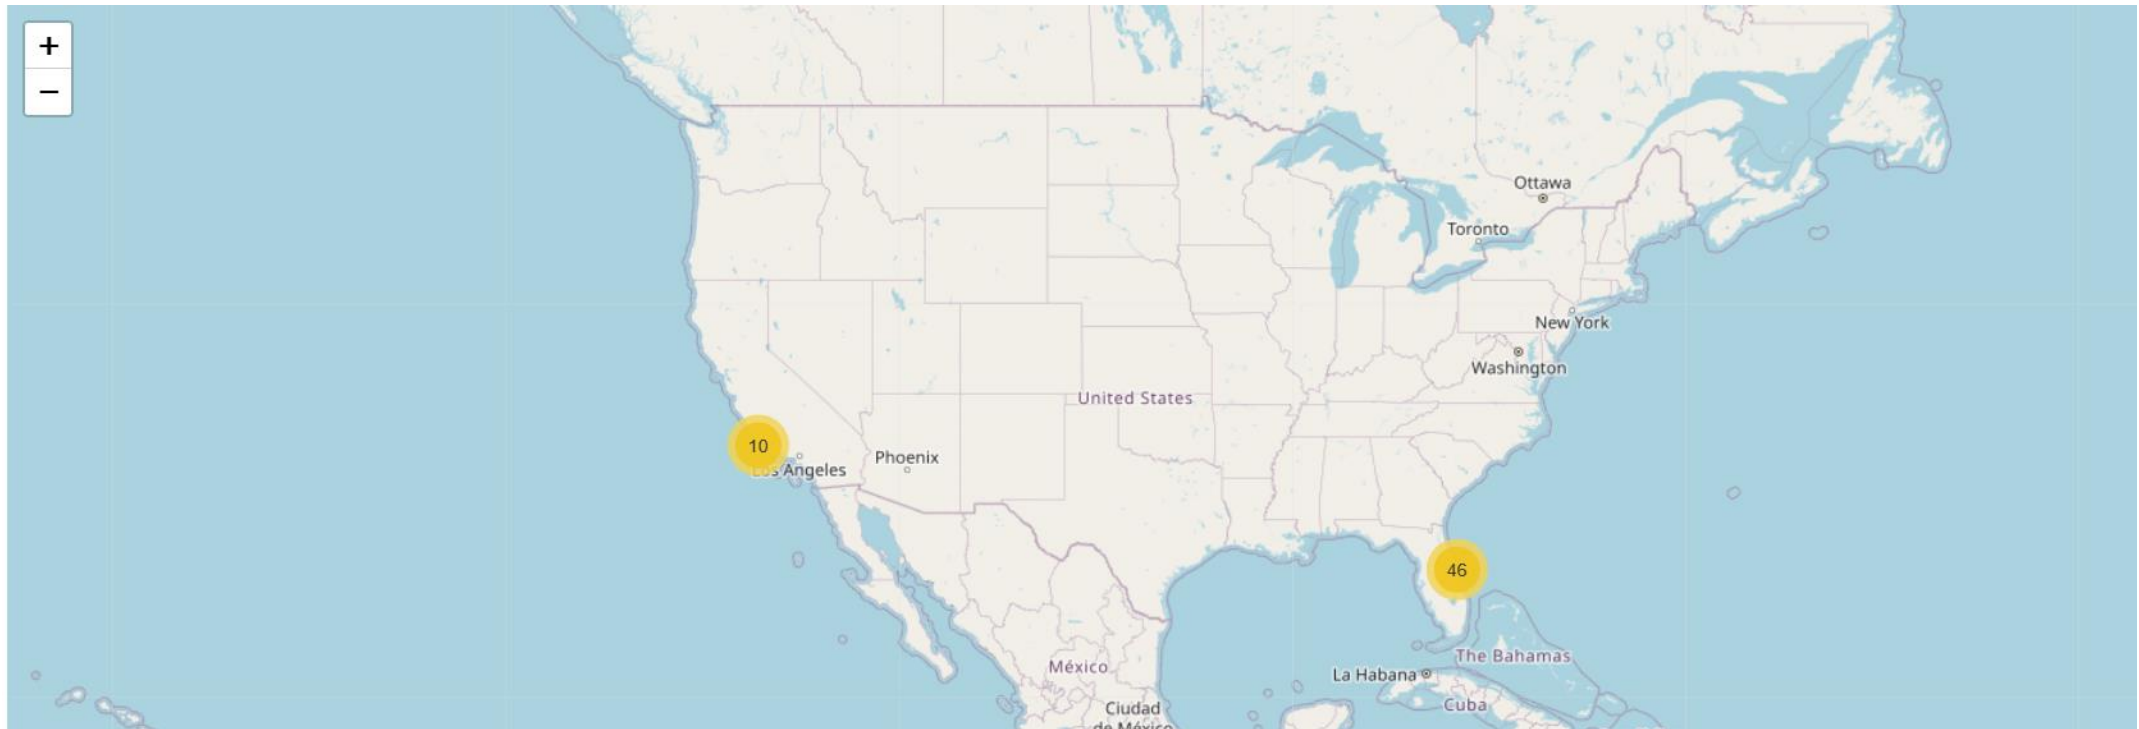 +
−
Ottawa
Toronto
New York
Washington
United States
10
Los Angeles
Phoenix
46
The Bahamas
México
La Habana
Cuba
Ciudad
de México